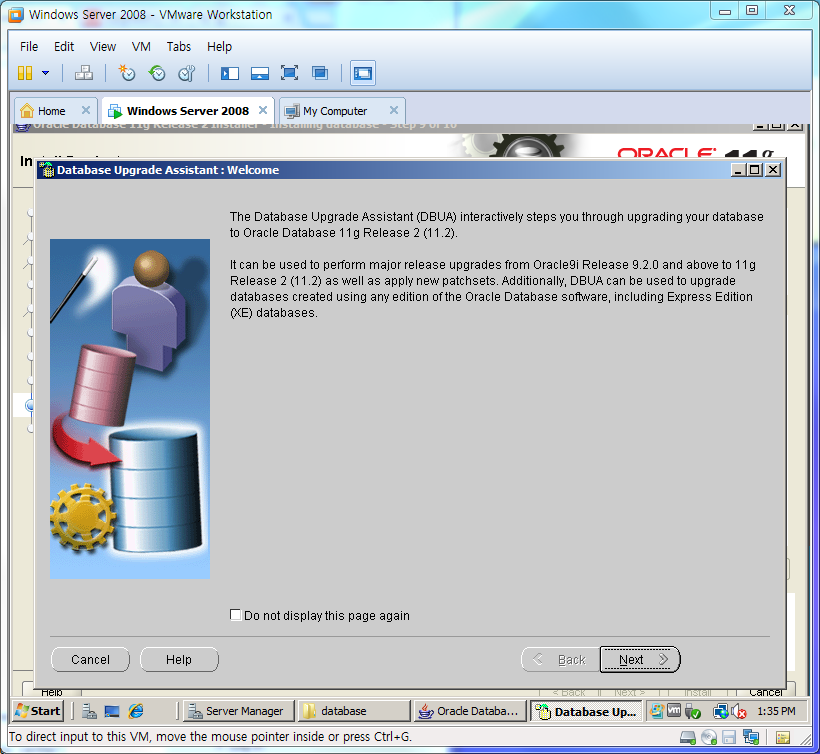 Windows Server 2008 - VMware Workstation
File Edit View VM Tabs Help
Home Windows Server 2008 My Computer
Oracle Database 11g Release 2 Installer - Installing database - Step 9 of 10
ORACLE 11g
Database Upgrade Assistant : Welcome
The Database Upgrade Assistant (DBUA) interactively steps you through upgrading your database
to Oracle Database 11g Release 2 (11.2).
It can be used to perform major release upgrades from Oracle9i Release 9.2.0 and above to 11g
Release 2 (11.2) as well as apply new patchsets. Additionally, DBUA can be used to upgrade
databases created using any edition of the Oracle Database software, including Express Edition
(XE) databases.
Do not display this page again
Cancel Help Back Next
Help < Back Next > Install Cancel
Start Server Manager database Oracle Databa... Database Up... 1:35 PM
To direct input to this VM, move the mouse pointer inside or press Ctrl+G.